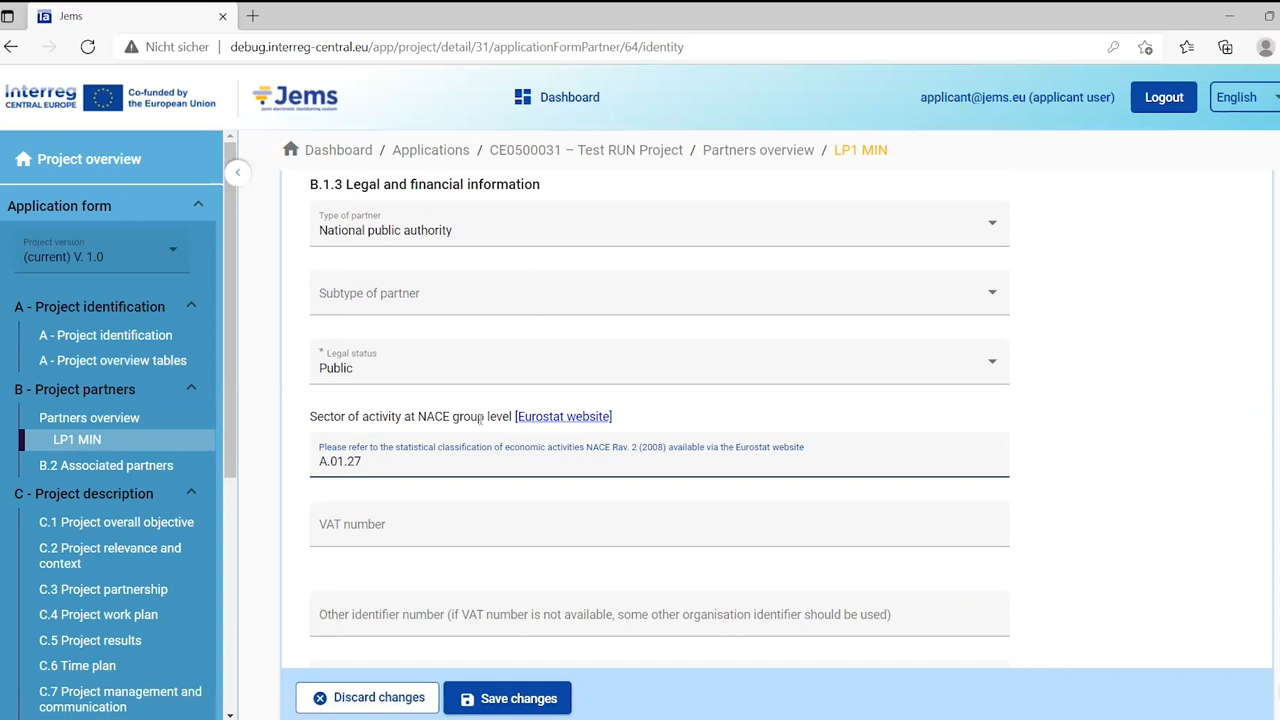 Jems
Nicht sicher
debug.interreg-central.eu/app/project/detail/31/applicationFormPartner/64/identity
Interreg
CENTRAL EUROPE
Co-funded by
the European Union
Jems
Dashboard
applicant@jems.eu (applicant user)
Logout
English
Project overview
Application form
Project version
(current) V. 1.0
A - Project identification
A - Project identification
A - Project overview tables
B - Project partners
Partners overview
LP1 MIN
B.2 Associated partners
C - Project description
C.1 Project overall objective
C.2 Project relevance and
context
C.3 Project partnership
C.4 Project work plan
C.5 Project results
C.6 Time plan
C.7 Project management and
communication
Dashboard / Applications / CE0500031 – Test RUN Project / Partners overview / LP1 MIN
B.1.3 Legal and financial information
Type of partner
National public authority
Subtype of partner
* Legal status
Public
Sector of activity at NACE group level [Eurostat website]
Please refer to the statistical classification of economic activities NACE Rav. 2 (2008) available via the Eurostat website
A.01.27
VAT number
Other identifier number (if VAT number is not available, some other organisation identifier should be used)
Discard changes
Save changes